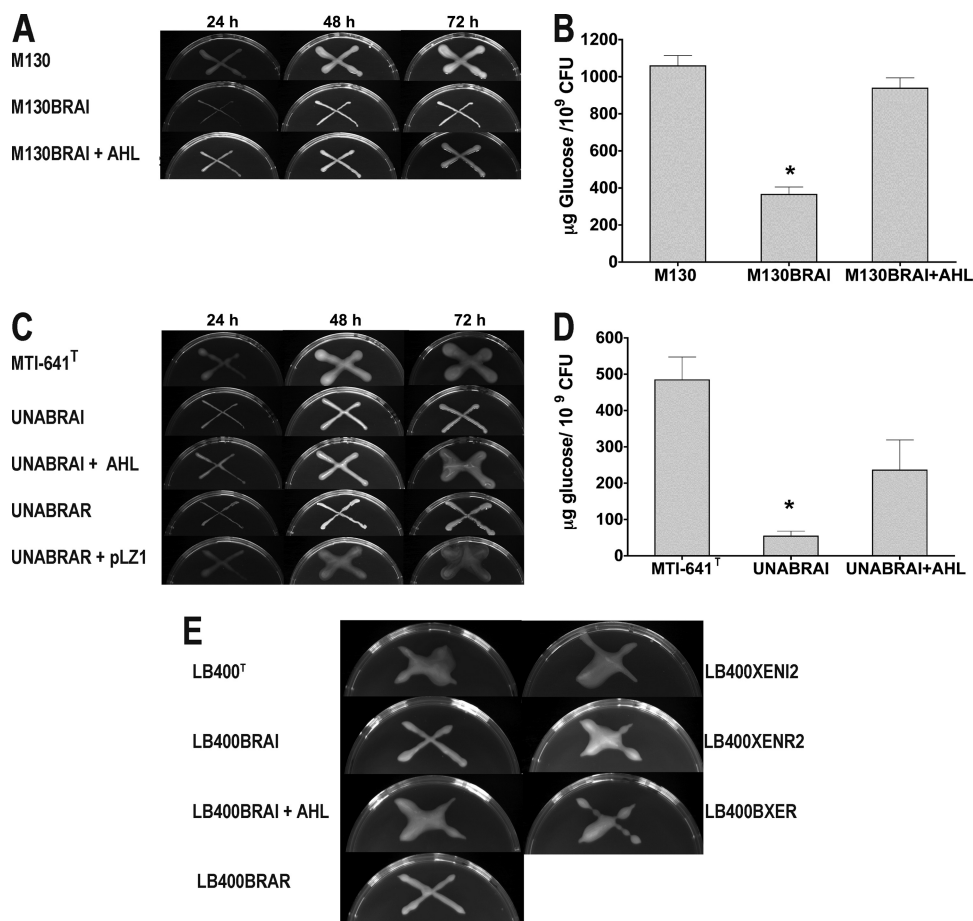 A
24 h 48 h 72 h
M130
M130BRAI
M130BRAI + AHL
B
µg Glucose /10⁹ CFU
1200
1000
800
600
400
200
0
*
M130 M130BRAI M130BRAI+AHL
C
24 h 48 h 72 h
MTI-641ᵀ
UNABRAI
UNABRAI + AHL
UNABRAR
UNABRAR + pLZ1
D
µg glucose/ 10 ⁹ CFU
600
500
400
300
200
100
0
*
MTI-641ᵀ UNABRAI UNABRAI+AHL
E
LB400ᵀ LB400XENI2
LB400BRAI LB400XENR2
LB400BRAI + AHL LB400BXER
LB400BRAR